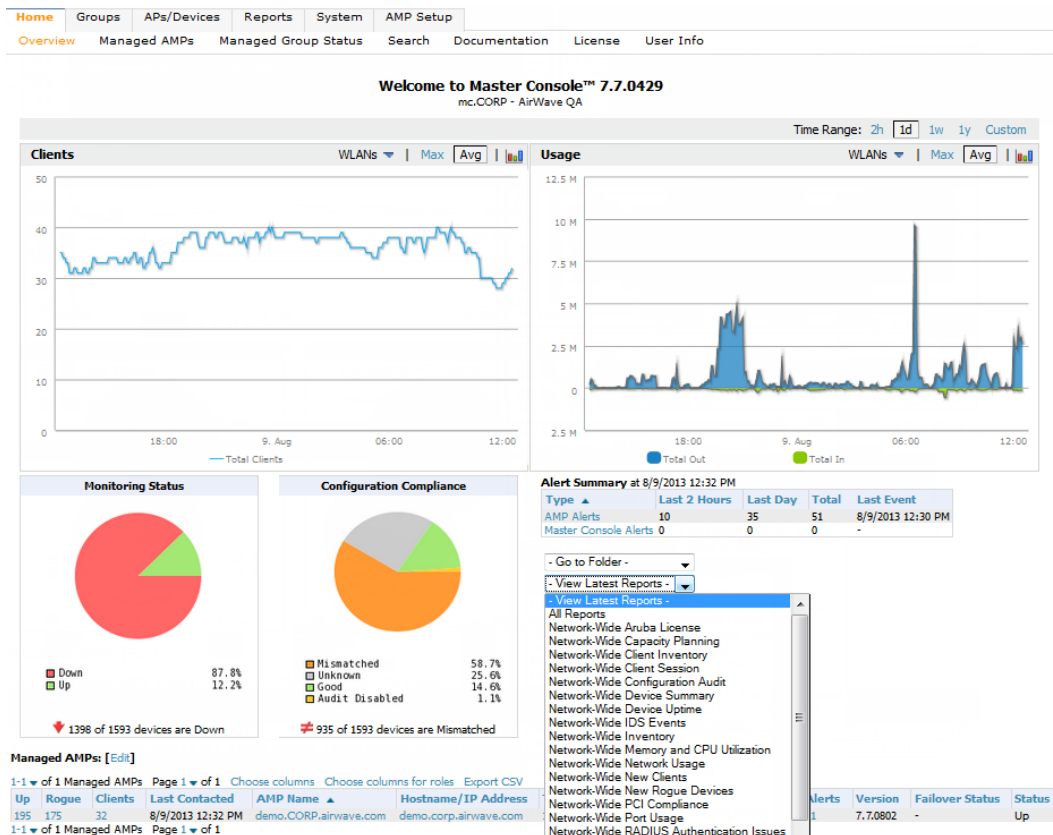 Home Groups APs/Devices Reports System AMP Setup
Overview Managed AMPs Managed Group Status Search Documentation License User Info
Welcome to Master Console™ 7.7.0429
mc.CORP - AirWave QA
Time Range: 2h 1d 1w 1y Custom
Clients WLANs | Max Avg |
50
40
30
20
10
0
18:00 9. Aug 06:00 12:00
Total Clients
Usage WLANs | Max Avg |
12.5 M
10 M
7.5 M
5 M
2.5 M
0
2.5 M
18:00 9. Aug 06:00 12:00
Total Out Total In
Monitoring Status
Down 87.8%
Up 12.2%
1398 of 1593 devices are Down
Configuration Compliance
Mismatched 58.7%
Unknown 25.6%
Good 14.6%
Audit Disabled 1.1%
935 of 1593 devices are Mismatched
Alert Summary at 8/9/2013 12:32 PM
Type Last 2 Hours Last Day Total Last Event
AMP Alerts 10 35 51 8/9/2013 12:30 PM
Master Console Alerts 0 0 0 -
- Go to Folder -
- View Latest Reports -
- View Latest Reports -
All Reports
Network-Wide Aruba License
Network-Wide Capacity Planning
Network-Wide Client Inventory
Network-Wide Client Session
Network-Wide Configuration Audit
Network-Wide Device Summary
Network-Wide Device Uptime
Network-Wide IDS Events
Network-Wide Inventory
Network-Wide Memory and CPU Utilization
Network-Wide Network Usage
Network-Wide New Clients
Network-Wide New Rogue Devices
Network-Wide PCI Compliance
Network-Wide Port Usage
Network-Wide RADIUS Authentication Issues
Managed AMPs: [Edit]
1-1 of 1 Managed AMPs Page 1 of 1 Choose columns Choose columns for roles Export CSV
Up Rogue Clients Last Contacted AMP Name Hostname/IP Address Alerts Version Failover Status Status
195 175 32 8/9/2013 12:32 PM demo.CORP.airwave.com demo.corp.airwave.com 7.7.0802 - Up
1-1 of 1 Managed AMPs Page 1 of 1